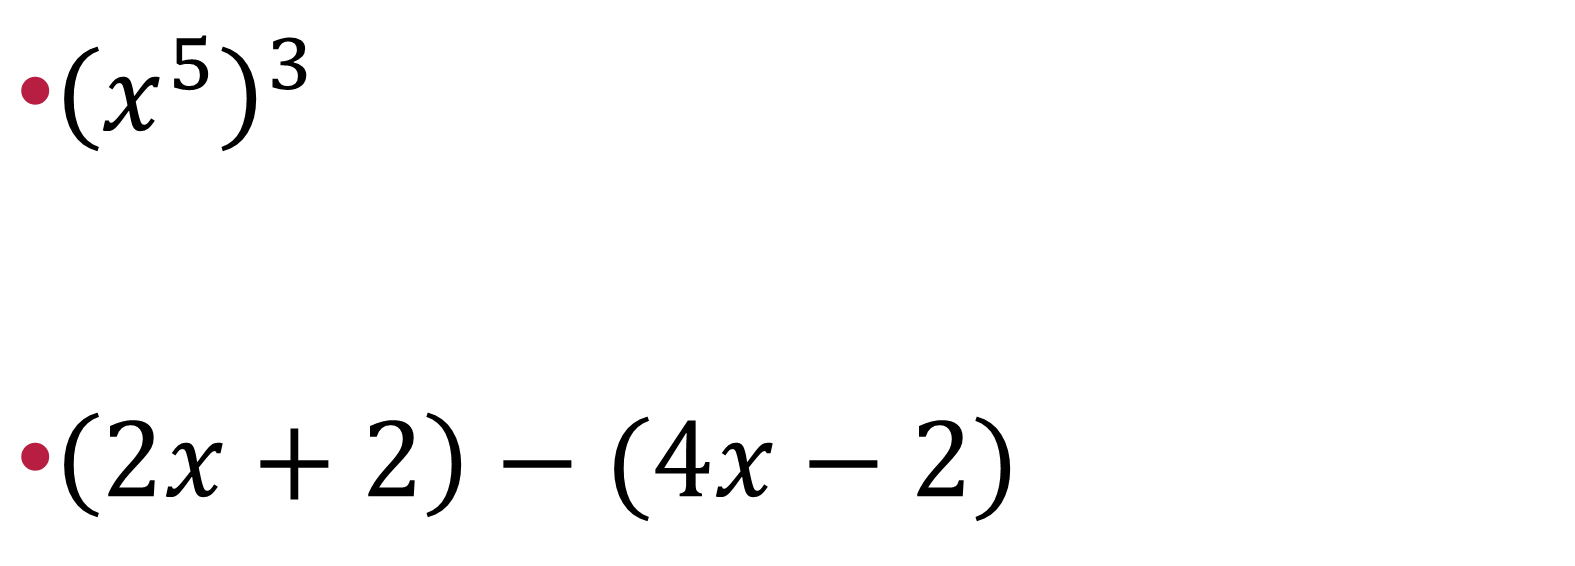 •(x⁵)³
•(2x + 2) − (4x − 2)